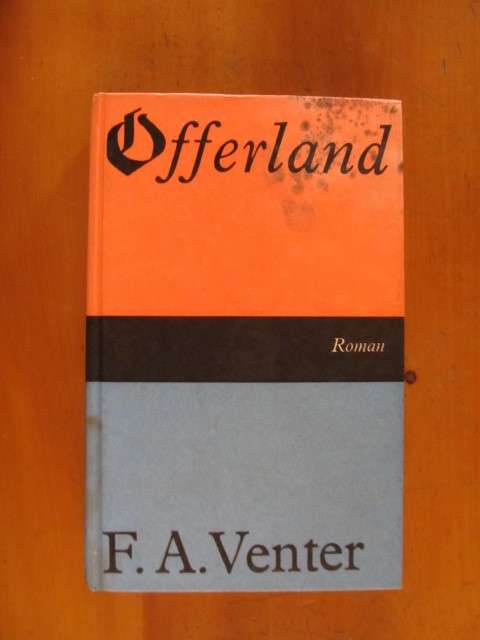 Offerland
Roman
F. A. Venter